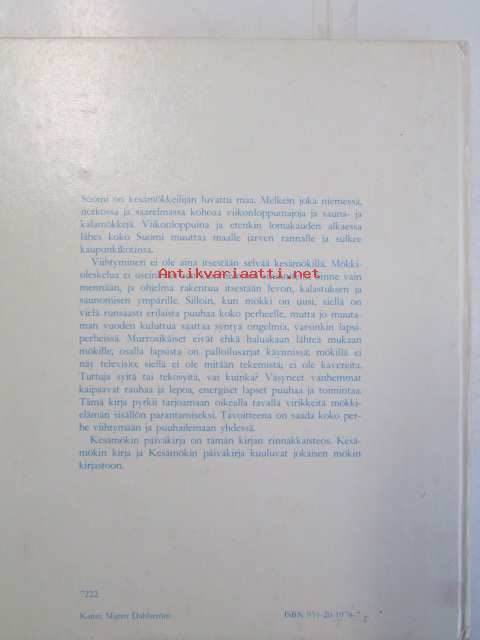 Suomi on kesämökkeilijän luvattu maa. Melkein joka niemessä,
notkossa ja saarelmassa kohoaa viikonloppumajoja ja sauna- ja
kalamökkejä. Viikonloppuina ja etenkin lomakauden alkaessa
lähes koko Suomi muuttaa maalle järven rannalle ja sulkee
kaupunkikotinsa.
Viihtyminen ei ole aina itsestään selvää kesämökillä. Mökki-
Antikvariaatti.net
oleskelua ei useinkaan sinne vain
mennään, ja ohjelma rakentuu itsestään levon, kalastuksen ja
saunomisen ympärille. Silloin, kun mökki on uusi, siellä on
vielä runsaasti erilaista puuhaa koko perheelle, mutta jo muuta-
man vuoden kuluttua saattaa syntyä ongelmia, varsinkin lapsi-
perheissä. Murrosikäiset eivät ehkä haluakaan lähteä mukaan
mökille; osalla lapsista on palloilusarjat käynnissä; mökillä ei
näy televisio; siellä ei ole mitään tekemistä; ei ole kavereita.
Tuttuja syitä tai tekosyitä, vai kuinka? Väsyneet vanhemmat
kaipaavat rauhaa ja lepoa, energiset lapset puuhaa ja toimintaa.
Tämä kirja pyrkii tarjoamaan oikealla tavalla virikkeitä mökki-
elämän sisällön parantamiseksi. Tavoitteena on saada koko per-
he viihtymään ja puuhailemaan yhdessä.
Kesämökin päiväkirja on tämän kirjan rinnakkaisteos. Kesä-
mökin kirja ja Kesämökin päiväkirja kuuluvat jokaisen mökin
kirjastoon.
7222
Kansi Martti Dahlström
ISBN 951-20-1976-7